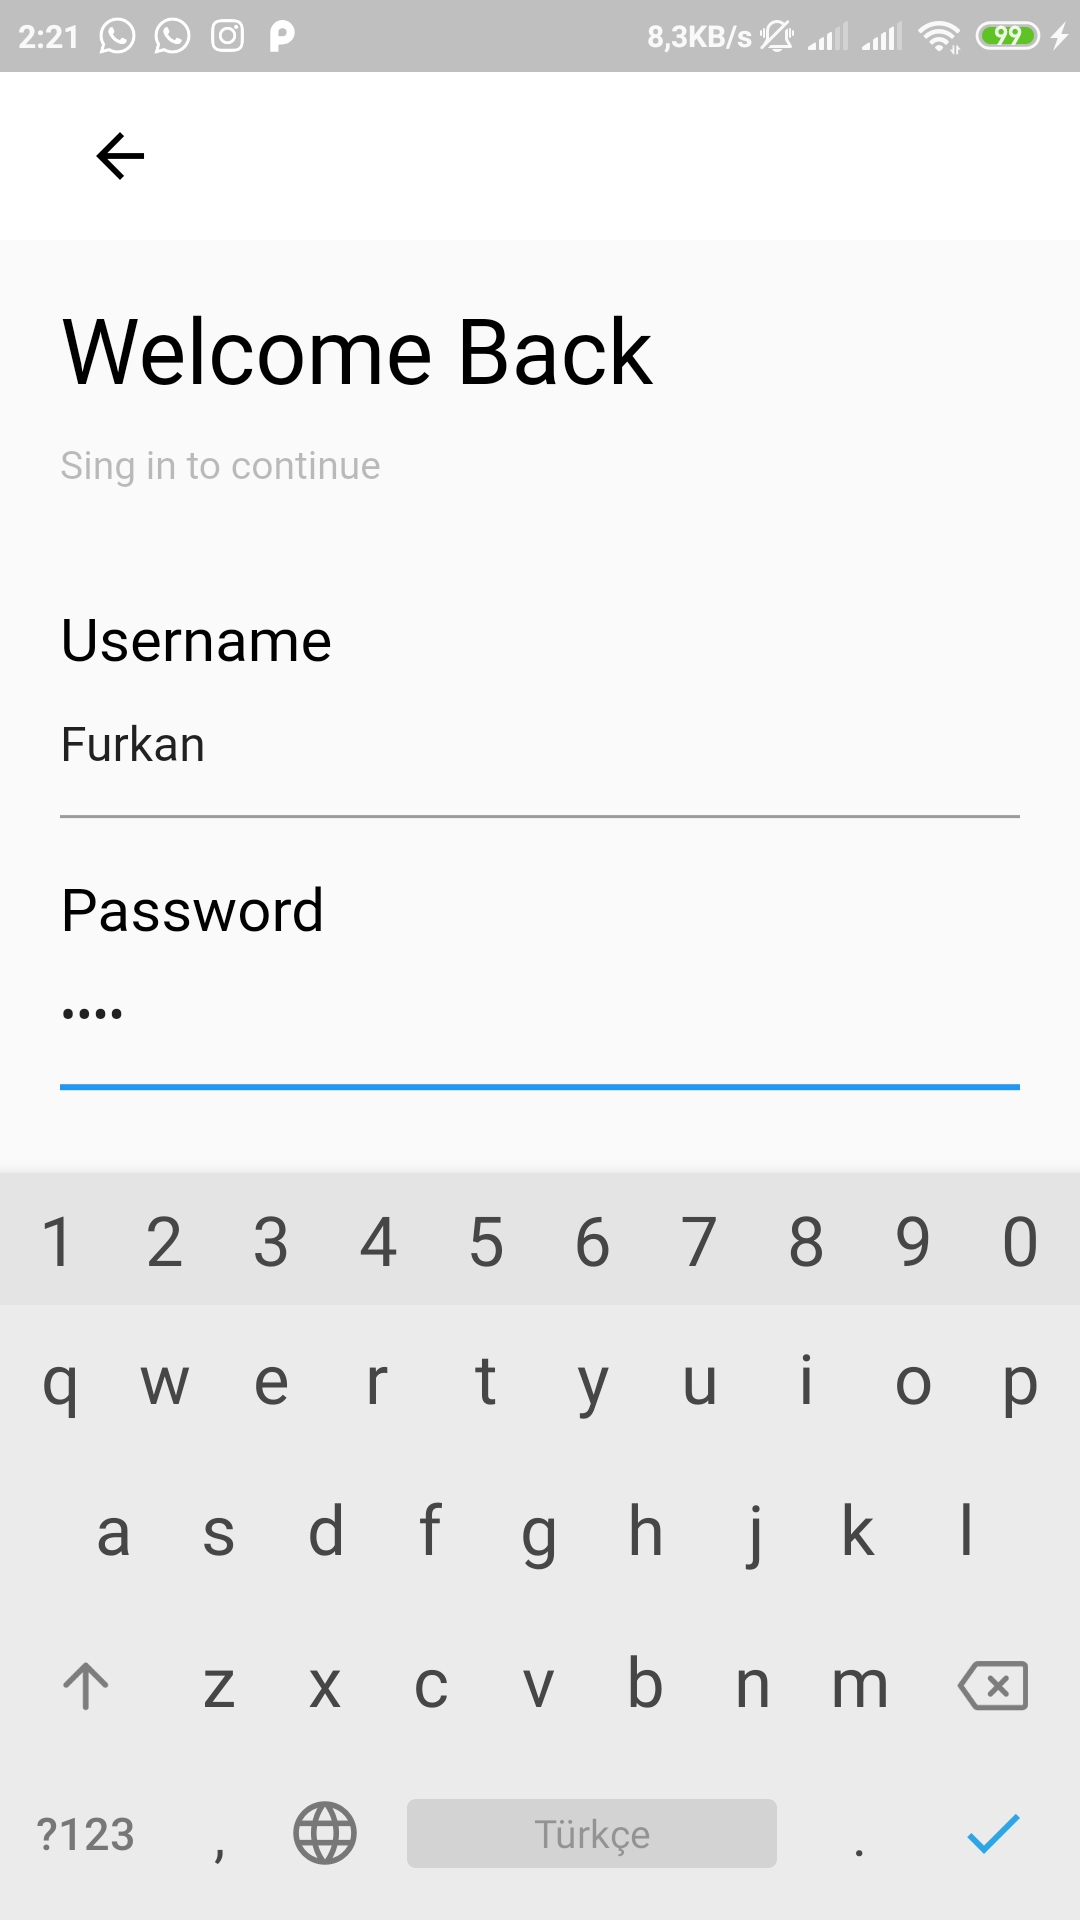 2:21 8,3KB/s 99
Welcome Back
Sing in to continue
Username
Furkan
Password
••••
1 2 3 4 5 6 7 8 9 0
q w e r t y u i o p
a s d f g h j k l
z x c v b n m
?123 , Türkçe .